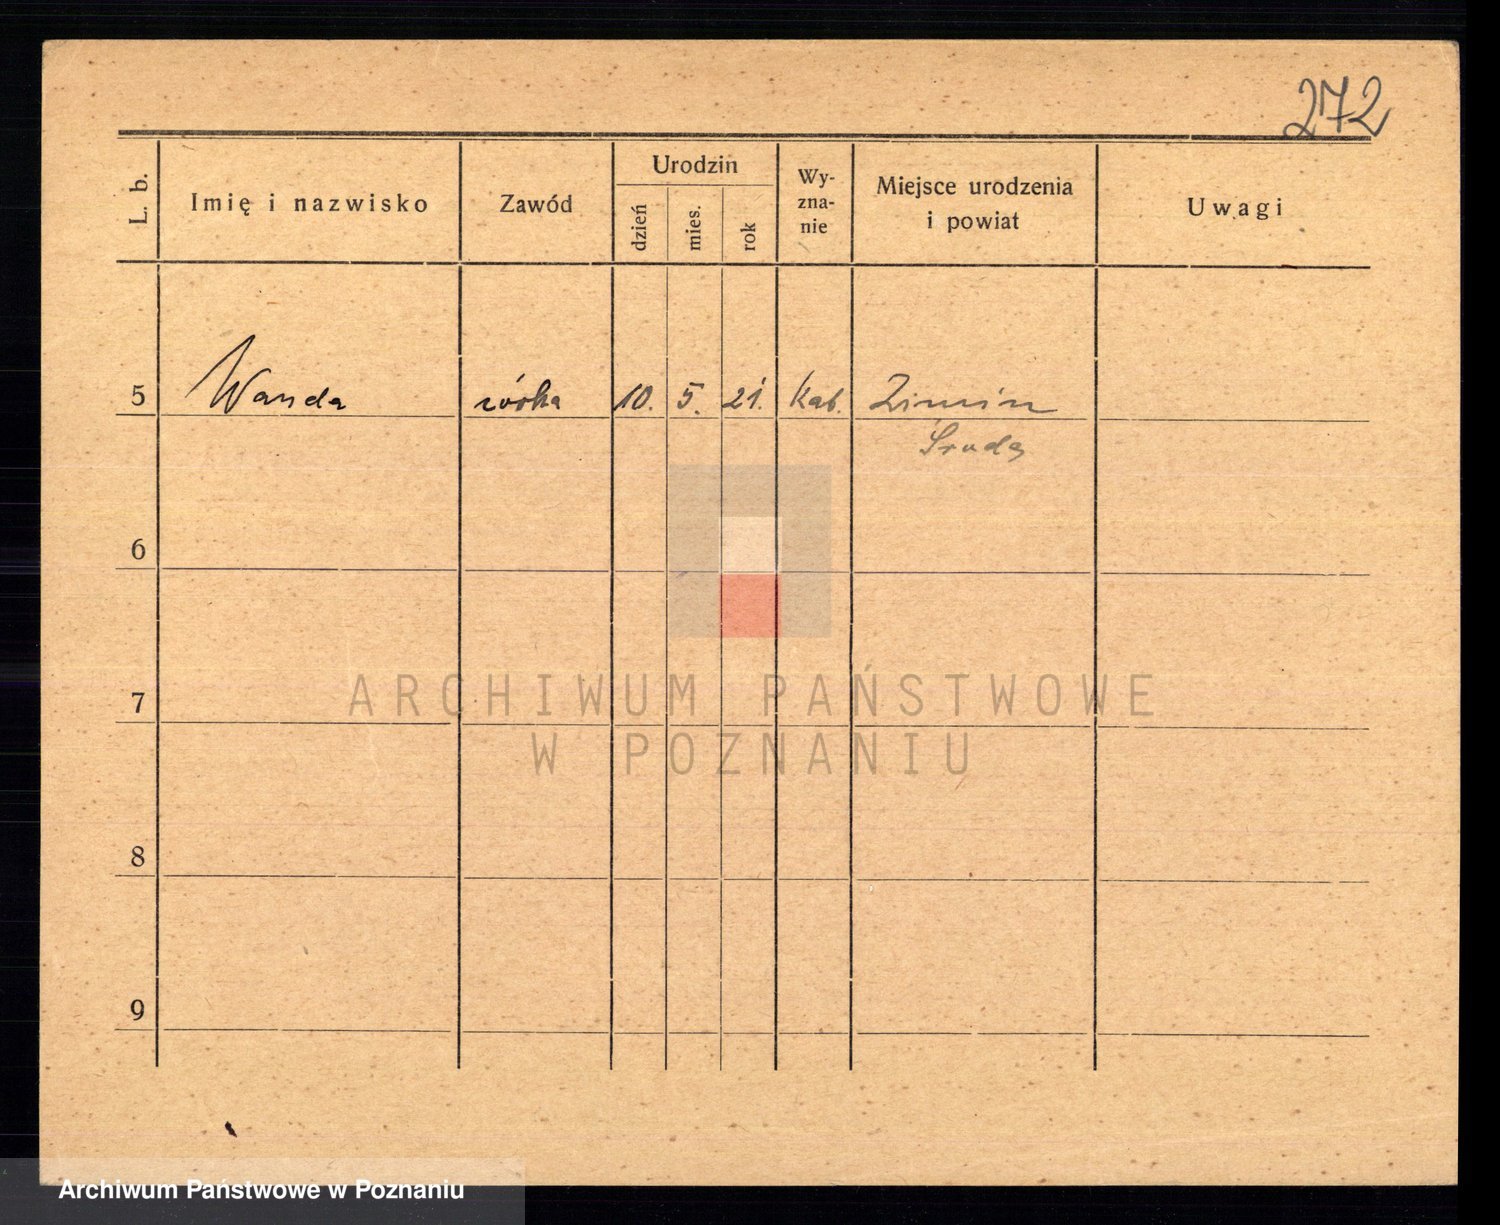 272
L. b.
Imię i nazwisko
Zawód
Urodzin
dzień
mies.
rok
Wy-
zna-
nie
Miejsce urodzenia
i powiat
Uwagi
5 Wanda córka 10. 5. 21. kat. Zimin
Środa
6
7
8
9
ARCHIWUM PAŃSTWOWE
W POZNANIU
Archiwum Państwowe w Poznaniu